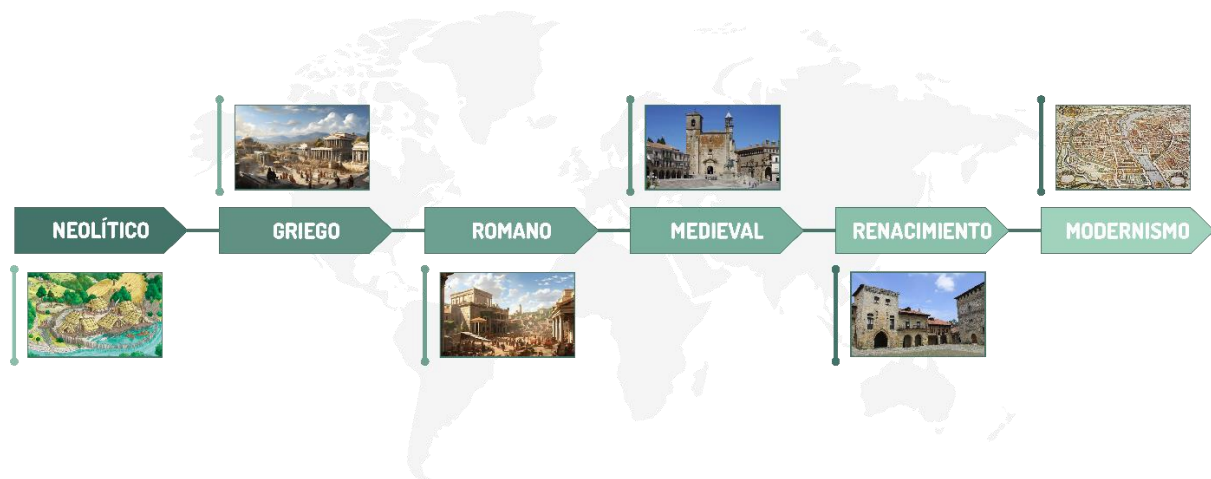 NEOLÍTICO
GRIEGO
ROMANO
MEDIEVAL
RENACIMIENTO
MODERNISMO